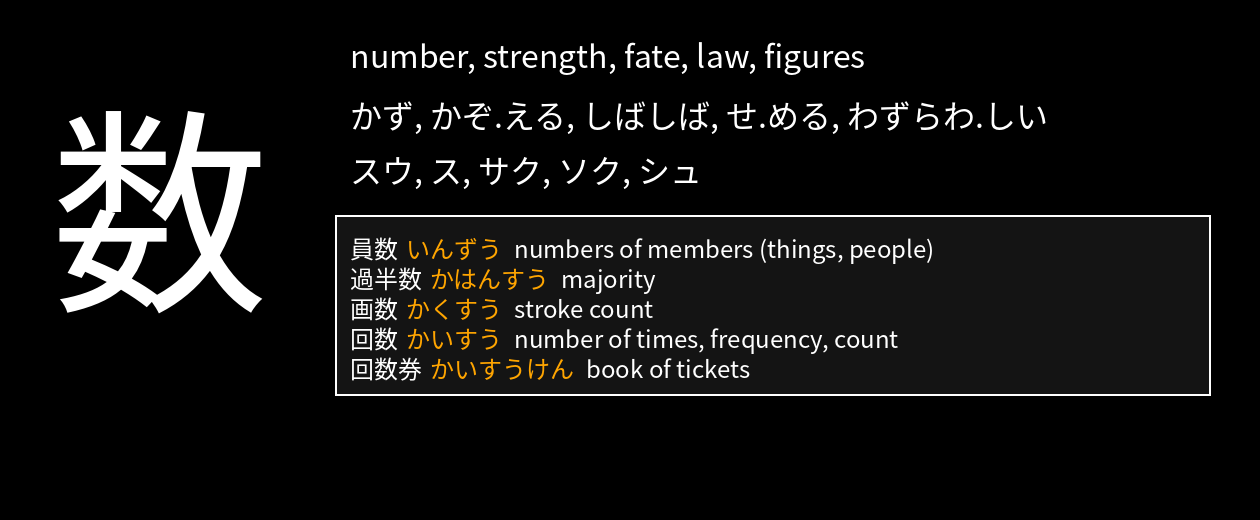 数
number, strength, fate, law, figures
かず, かぞ.える, しばしば, せ.める, わずらわ.しい
スウ, ス, サク, ソク, シュ
員数 いんずう numbers of members (things, people)
過半数 かはんすう majority
画数 かくすう stroke count
回数 かいすう number of times, frequency, count
回数券 かいすうけん book of tickets